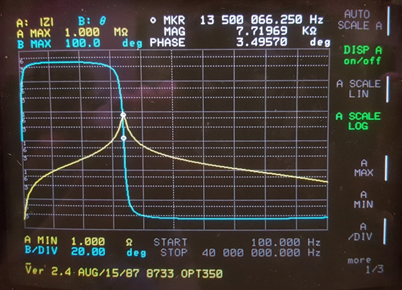 A: |Z| B: θ o MKR 13 500 066.250 Hz
A MAX 1.000 MΩ MAG 7.71969 KΩ
B MAX 100.0 deg PHASE 3.49570 deg
A MIN 1.000 Ω START 100.000 Hz
B/DIV 20.00 deg STOP 40 000 000.000 Hz
Ver 2.4 AUG/15/87 8733 OPT350
AUTO
SCALE A
DISP A
on/off
A SCALE
LIN
A SCALE
LOG
A
MAX
A
MIN
A
/DIV
more
1/3